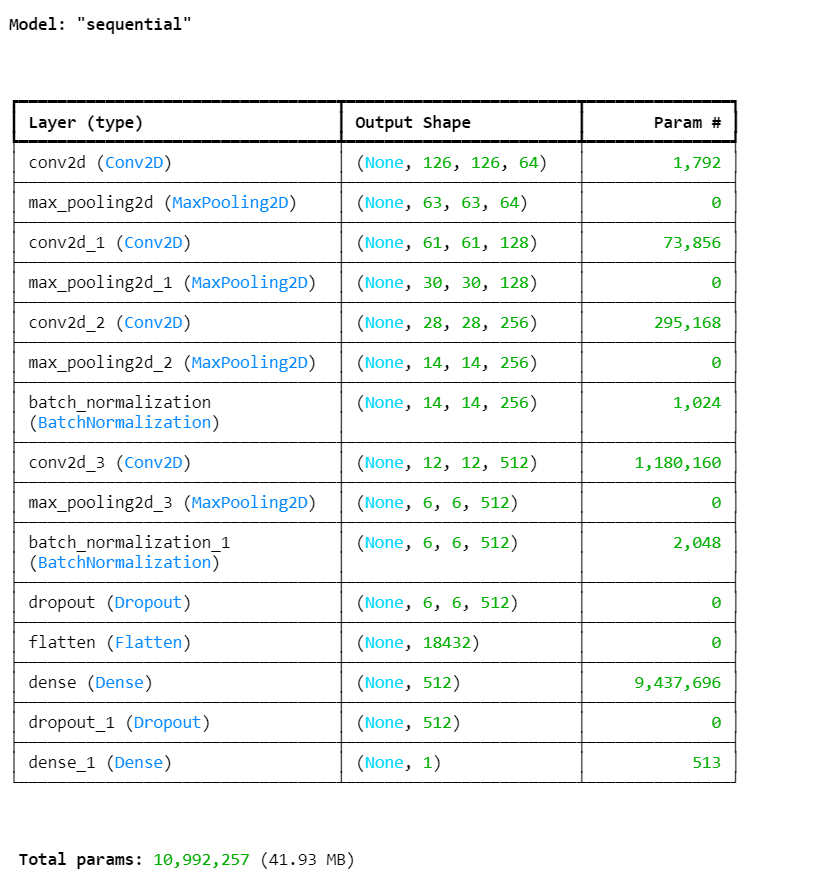 Model: "sequential"
Layer (type) Output Shape Param #
conv2d (Conv2D) (None, 126, 126, 64) 1,792
max_pooling2d (MaxPooling2D) (None, 63, 63, 64) 0
conv2d_1 (Conv2D) (None, 61, 61, 128) 73,856
max_pooling2d_1 (MaxPooling2D) (None, 30, 30, 128) 0
conv2d_2 (Conv2D) (None, 28, 28, 256) 295,168
max_pooling2d_2 (MaxPooling2D) (None, 14, 14, 256) 0
batch_normalization (None, 14, 14, 256) 1,024
(BatchNormalization)
conv2d_3 (Conv2D) (None, 12, 12, 512) 1,180,160
max_pooling2d_3 (MaxPooling2D) (None, 6, 6, 512) 0
batch_normalization_1 (None, 6, 6, 512) 2,048
(BatchNormalization)
dropout (Dropout) (None, 6, 6, 512) 0
flatten (Flatten) (None, 18432) 0
dense (Dense) (None, 512) 9,437,696
dropout_1 (Dropout) (None, 512) 0
dense_1 (Dense) (None, 1) 513
Total params: 10,992,257 (41.93 MB)